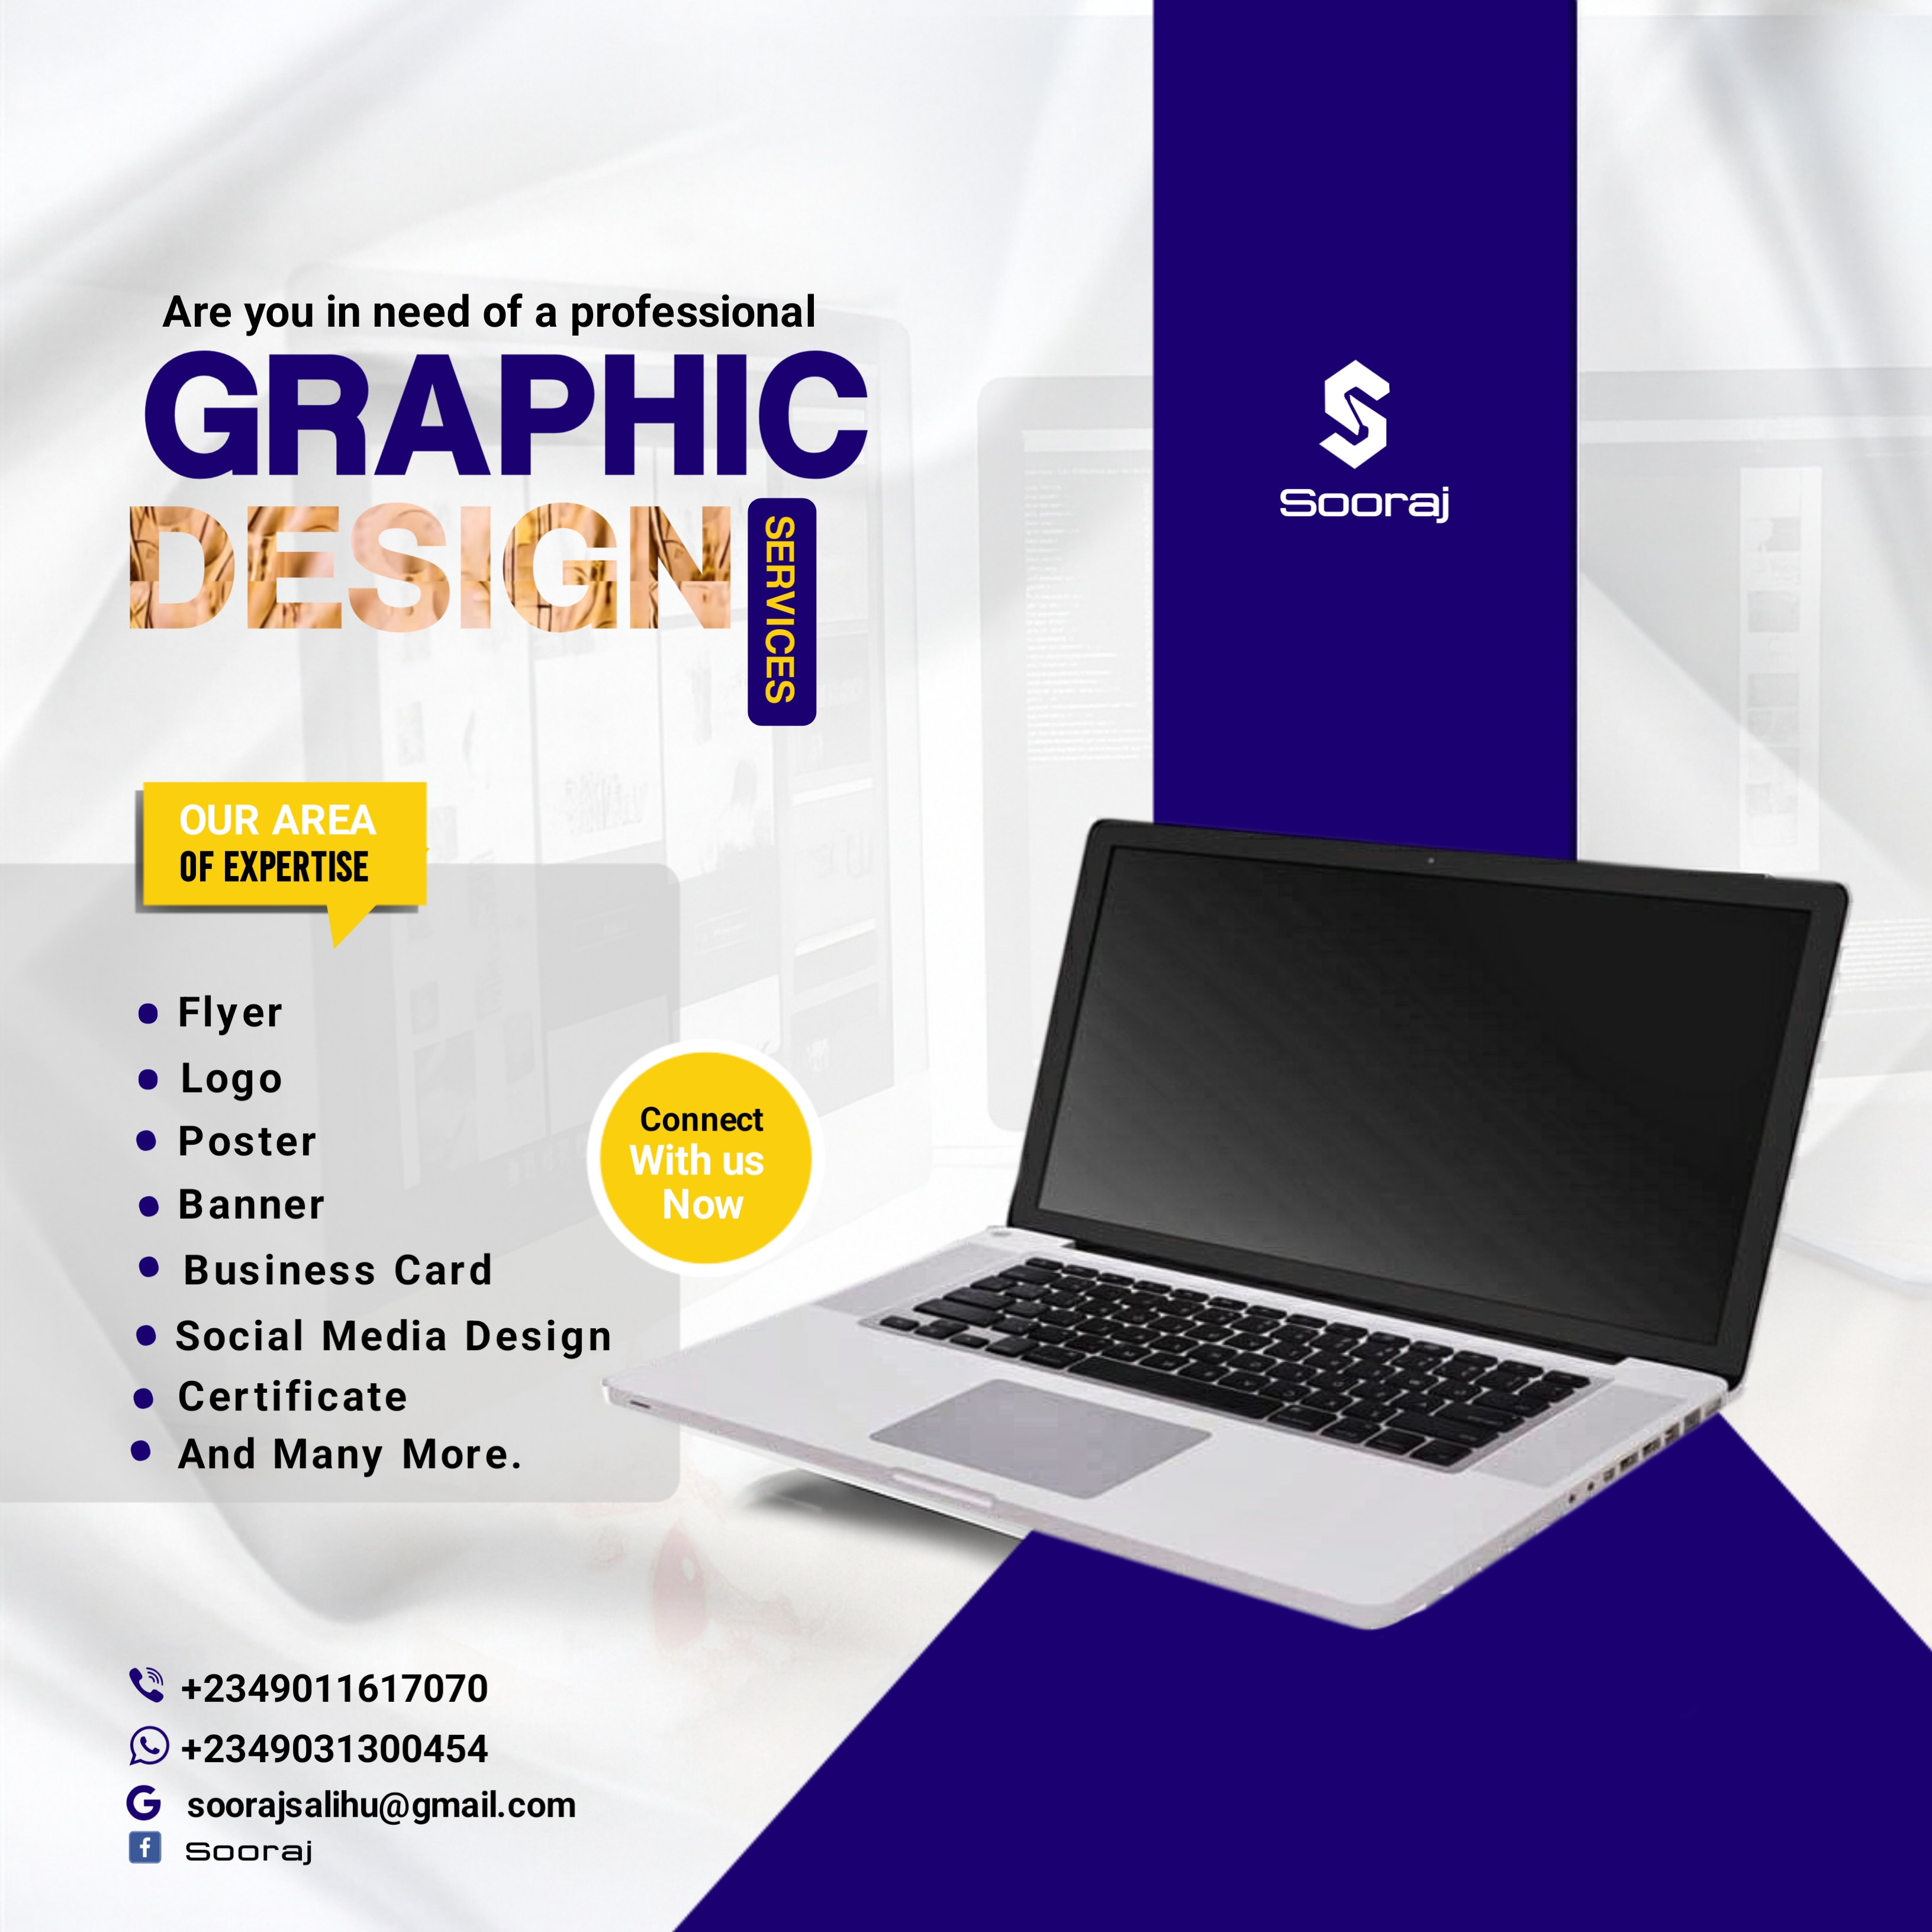 Are you in need of a professional
GRAPHIC
DESIGN
SERVICES
Sooraj
OUR AREA
OF EXPERTISE
Flyer
Logo
Poster
Banner
Business Card
Social Media Design
Certificate
And Many More.
Connect
With us
Now
+2349011617070
+2349031300454
soorajsalihu@gmail.com
Sooraj